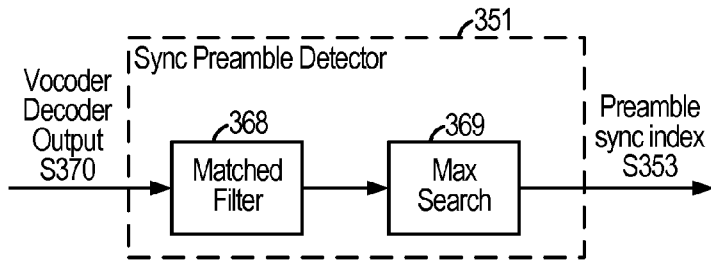 351
Sync Preamble Detector
Vocoder
Decoder
Output
S370
368
Matched
Filter
369
Max
Search
Preamble
sync index
S353